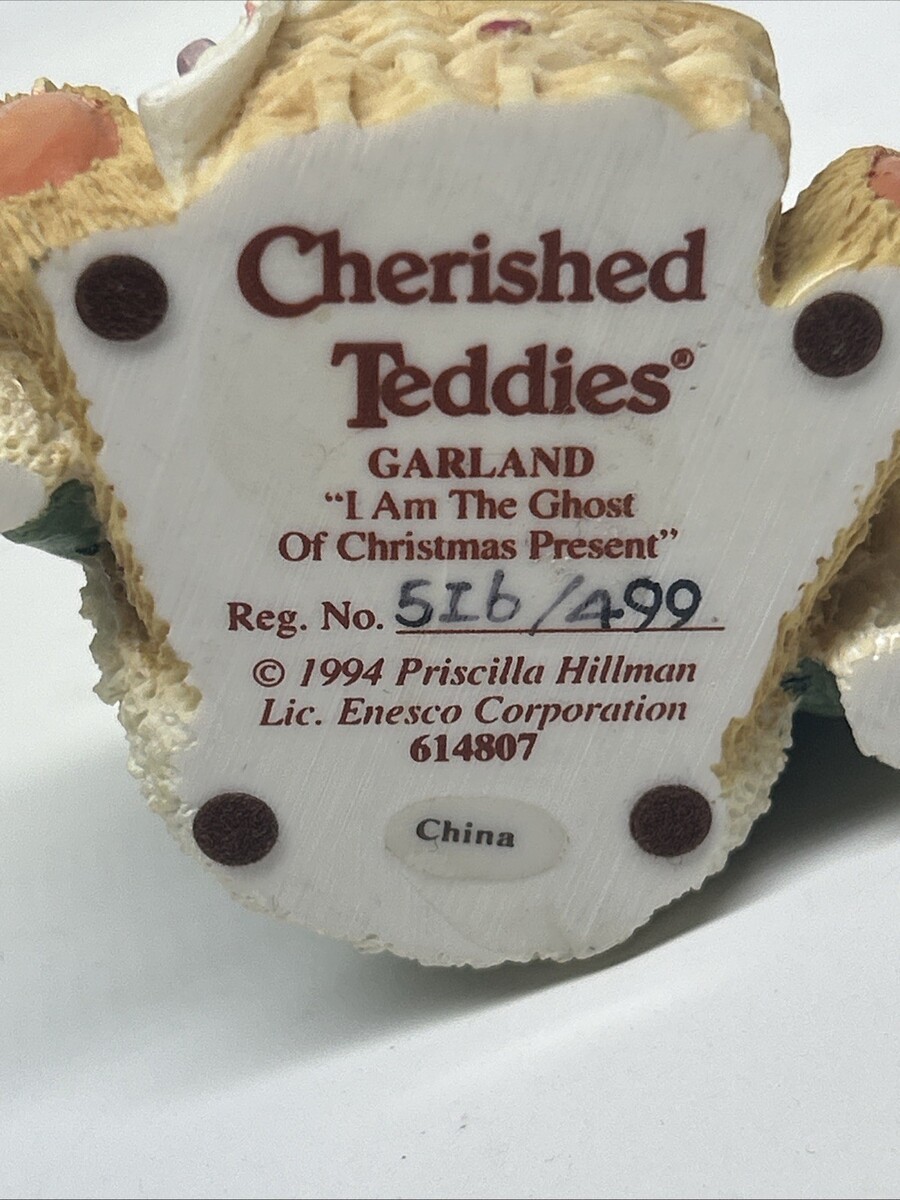 Cherished
Teddies®
GARLAND
“I Am The Ghost
Of Christmas Present”
Reg. No. 5I6/499
© 1994 Priscilla Hillman
Lic. Enesco Corporation
614807
China